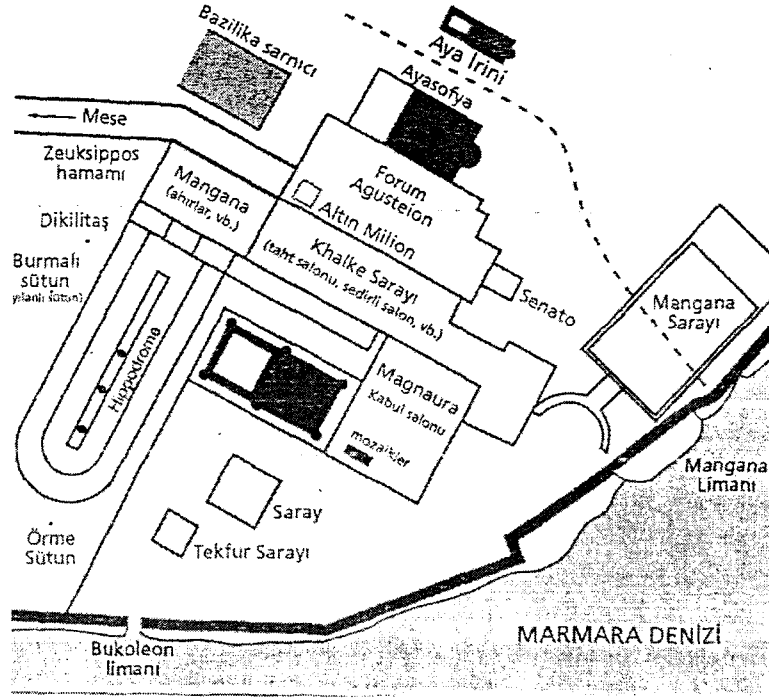 Bazilika sarnıcı
Aya İrini
Ayasofya
Mese
Zeuksippos
hamamı
Mangana
(ahırlar, vb.)
Forum
Agusteion
Altın Milion
Dikilitaş
Khalke Sarayı
(taht salonu, sedirli salon, vb.)
Burmalı
sütun
(yılanlı sütun)
Senato
Mangana
Sarayı
Hippodrome
Magnaura
Kabul salonu
mozaikler
Mangana
Limanı
Saray
Örme
Sütun
Tekfur Sarayı
MARMARA DENİZİ
Bukoleon
limanı